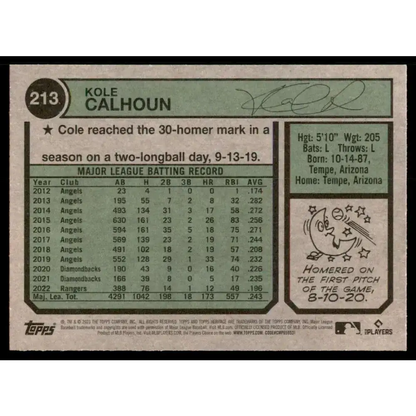 213
KOLE
CALHOUN
★ Cole reached the 30-homer mark in a
season on a two-longball day, 9-13-19.
MAJOR LEAGUE BATTING RECORD
Year Club AB H 2B 3B HR RBI AVG
2012 Angels 23 4 1 0 0 1 .174
2013 Angels 195 55 7 2 8 32 .282
2014 Angels 493 134 31 3 17 58 .272
2015 Angels 630 161 23 2 26 83 .256
2016 Angels 594 161 35 5 18 75 .271
2017 Angels 569 139 23 2 19 71 .244
2018 Angels 491 102 18 2 19 57 .208
2019 Angels 552 128 29 1 33 74 .232
2020 Diamondbacks 190 43 9 0 16 40 .226
2021 Diamondbacks 166 39 8 0 5 17 .235
2022 Rangers 388 76 14 1 12 49 .196
Maj. Lea. Tot. 4291 1042 198 18 173 557 .243
Hgt: 5'10" Wgt: 205
Bats: L Throws: L
Born: 10-14-87,
Tempe, Arizona
Home: Tempe, Arizona
HOMERED ON
THE FIRST PITCH
OF THE GAME,
8-10-20.
TOPPS
MLB
PLAYERS